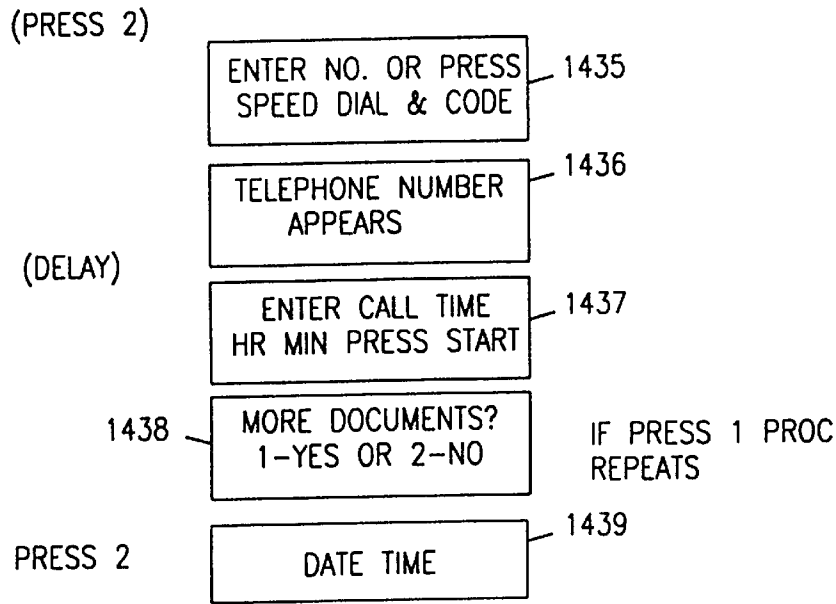 (PRESS 2)
ENTER NO. OR PRESS
SPEED DIAL & CODE
1435
TELEPHONE NUMBER
APPEARS
1436
(DELAY)
ENTER CALL TIME
HR MIN PRESS START
1437
1438
MORE DOCUMENTS?
1-YES OR 2-NO
IF PRESS 1 PROC
REPEATS
PRESS 2
DATE TIME
1439